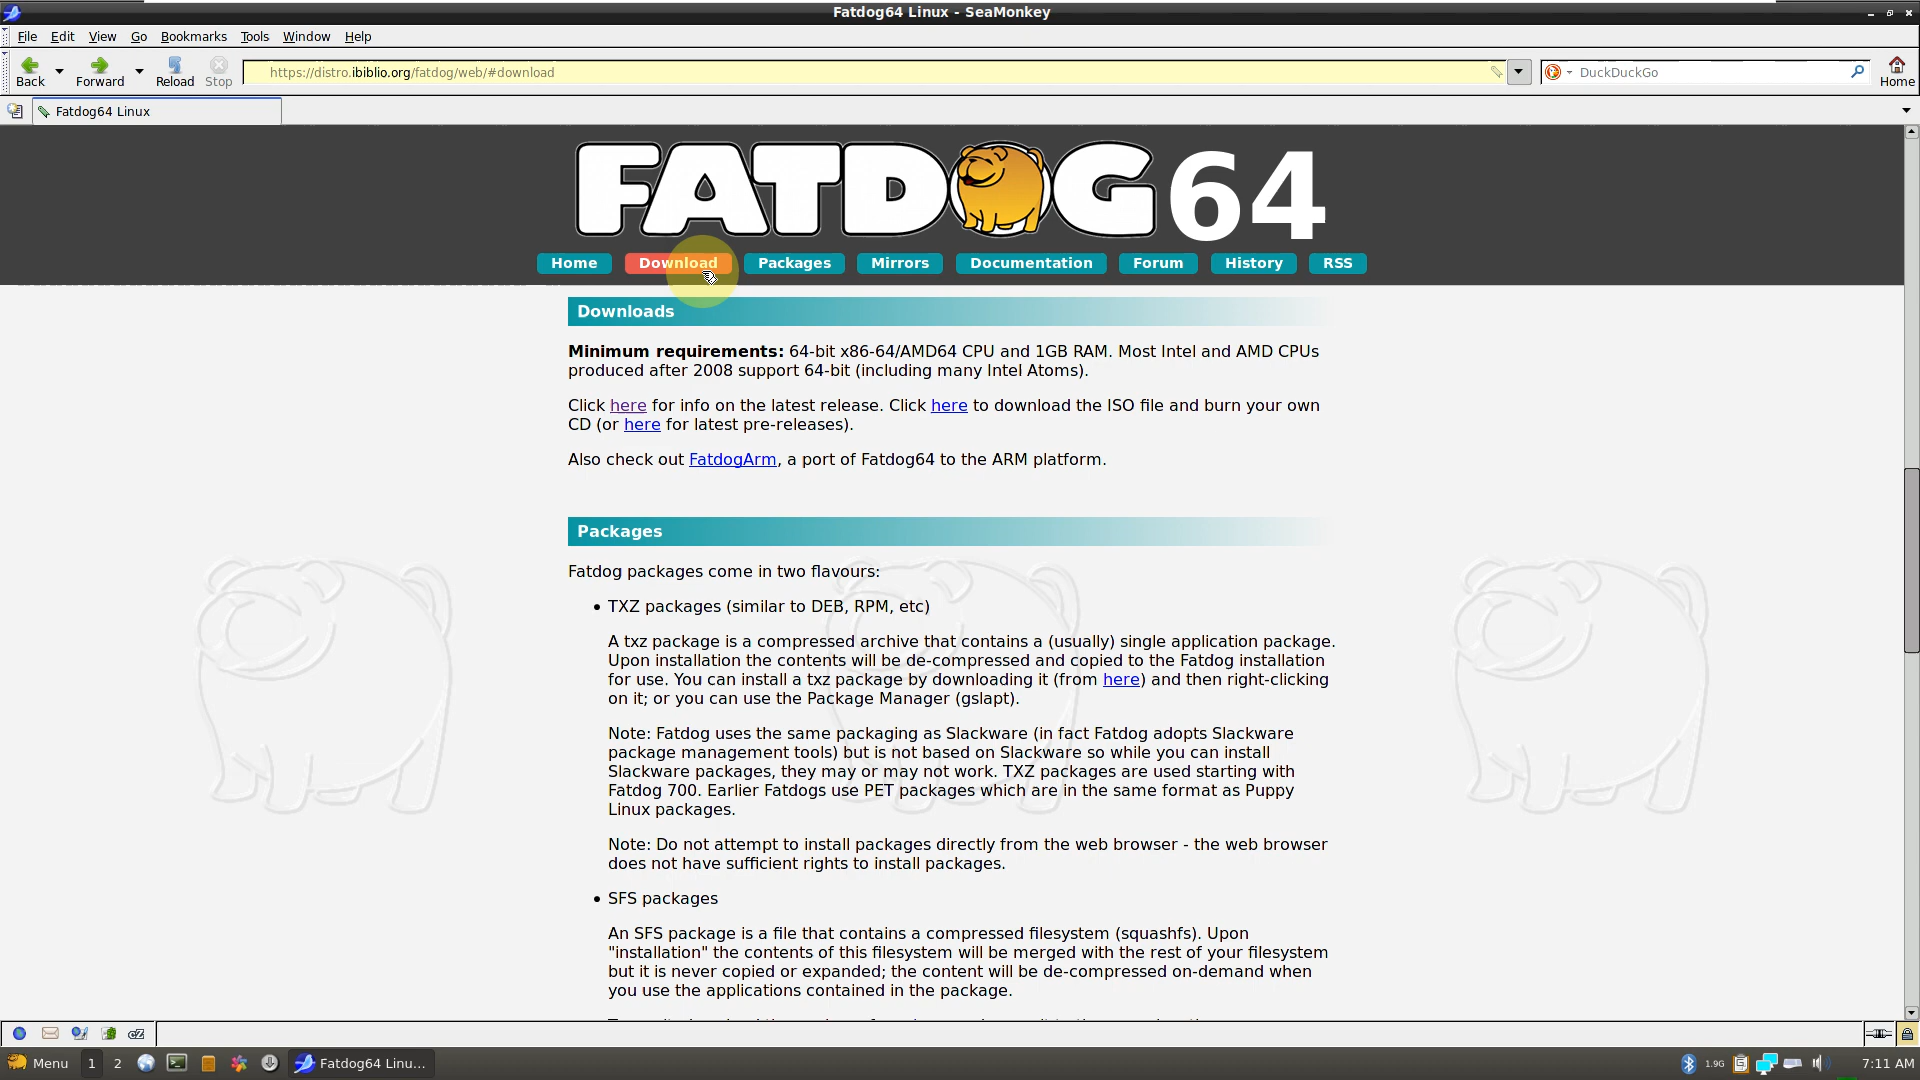 Fatdog64 Linux - SeaMonkey
File Edit View Go Bookmarks Tools Window Help
Back Forward Reload Stop https://distro.ibiblio.org/fatdog/web/#download DuckDuckGo Home
Fatdog64 Linux
FATDOG 64
Home Download Packages Mirrors Documentation Forum History RSS
Downloads
Minimum requirements: 64-bit x86-64/AMD64 CPU and 1GB RAM. Most Intel and AMD CPUs
produced after 2008 support 64-bit (including many Intel Atoms).
Click here for info on the latest release. Click here to download the ISO file and burn your own
CD (or here for latest pre-releases).
Also check out FatdogArm, a port of Fatdog64 to the ARM platform.
Packages
Fatdog packages come in two flavours:
• TXZ packages (similar to DEB, RPM, etc)
A txz package is a compressed archive that contains a (usually) single application package.
Upon installation the contents will be de-compressed and copied to the Fatdog installation
for use. You can install a txz package by downloading it (from here) and then right-clicking
on it; or you can use the Package Manager (gslapt).
Note: Fatdog uses the same packaging as Slackware (in fact Fatdog adopts Slackware
package management tools) but is not based on Slackware so while you can install
Slackware packages, they may or may not work. TXZ packages are used starting with
Fatdog 700. Earlier Fatdogs use PET packages which are in the same format as Puppy
Linux packages.
Note: Do not attempt to install packages directly from the web browser - the web browser
does not have sufficient rights to install packages.
• SFS packages
An SFS package is a file that contains a compressed filesystem (squashfs). Upon
"installation" the contents of this filesystem will be merged with the rest of your filesystem
but it is never copied or expanded; the content will be de-compressed on-demand when
you use the applications contained in the package.
Menu 1 2 Fatdog64 Linu... 1.9G 7:11 AM